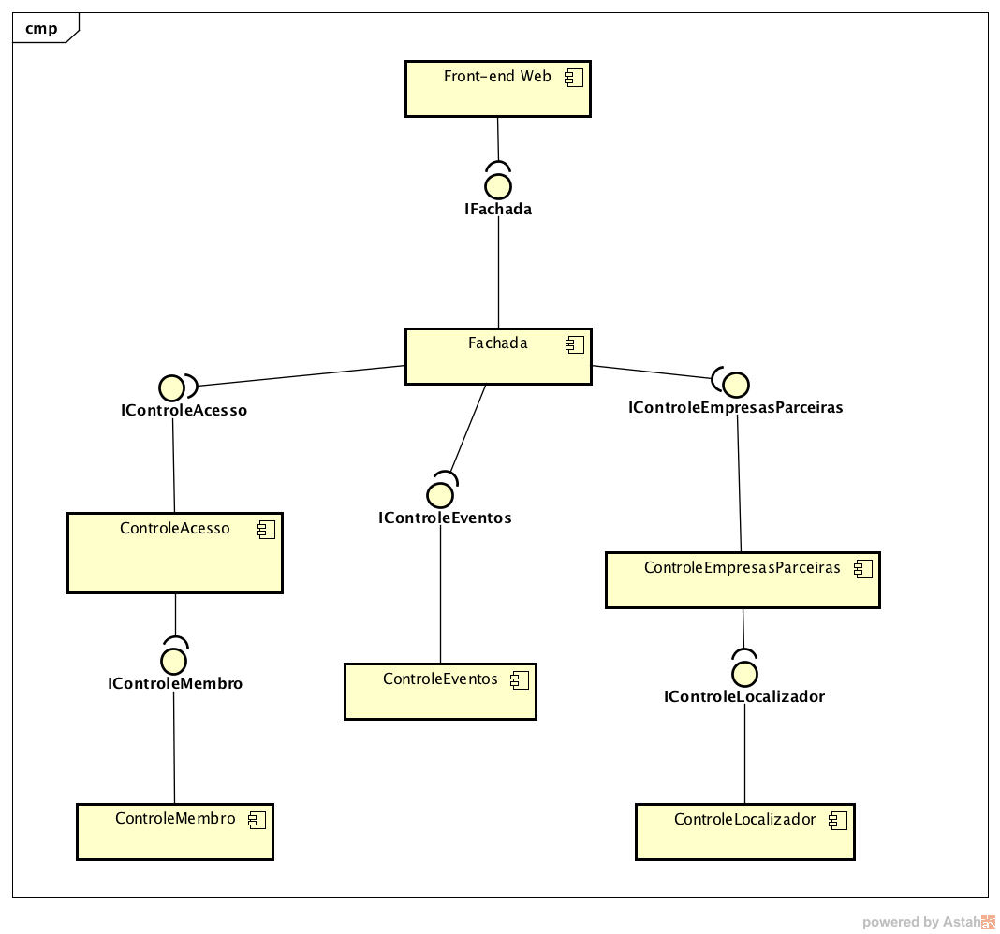 cmp
Front-end Web
IFachada
Fachada
IControleAcesso
IControleEmpresasParceiras
IControleEventos
ControleAcesso
ControleEmpresasParceiras
IControleMembro
ControleEventos
IControleLocalizador
ControleMembro
ControleLocalizador
powered by Astah